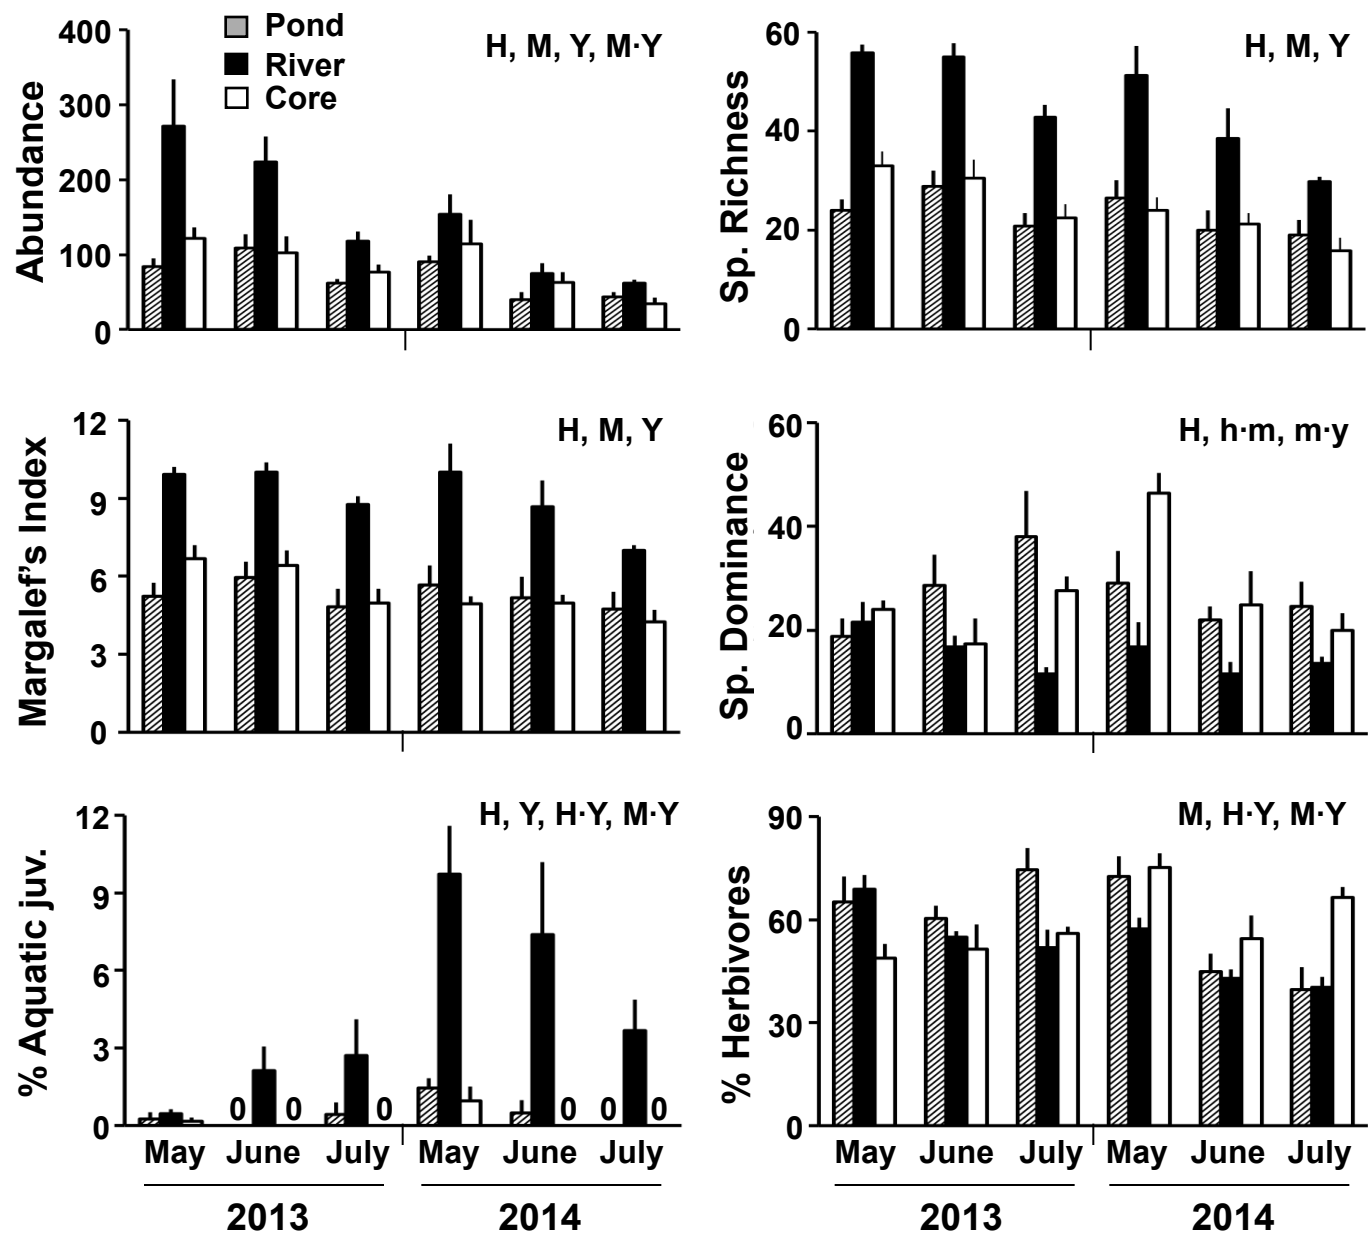 Abundance
400
300
200
100
0
Pond
River
Core
H, M, Y, M·Y
Sp. Richness
60
40
20
0
H, M, Y
Margalef's Index
12
9
6
3
0
H, M, Y
Sp. Dominance
60
40
20
0
H, h·m, m·y
% Aquatic juv.
12
9
6
3
0
H, Y, H·Y, M·Y
0 0 0 0 0 0
May June July May June July
2013 2014
% Herbivores
90
60
30
0
M, H·Y, M·Y
May June July May June July
2013 2014